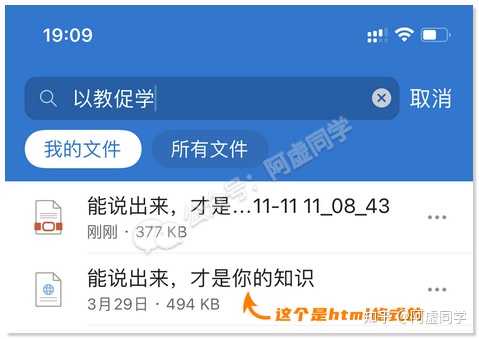 19:09
以教促学
取消
我的文件
所有文件
公众号：阿虚同学
能说出来，才是...11-11 11_08_43
刚刚 · 377 KB
能说出来，才是你的知识
3月29日 · 494 KB
这个是html格式的
知乎 @阿虚同学